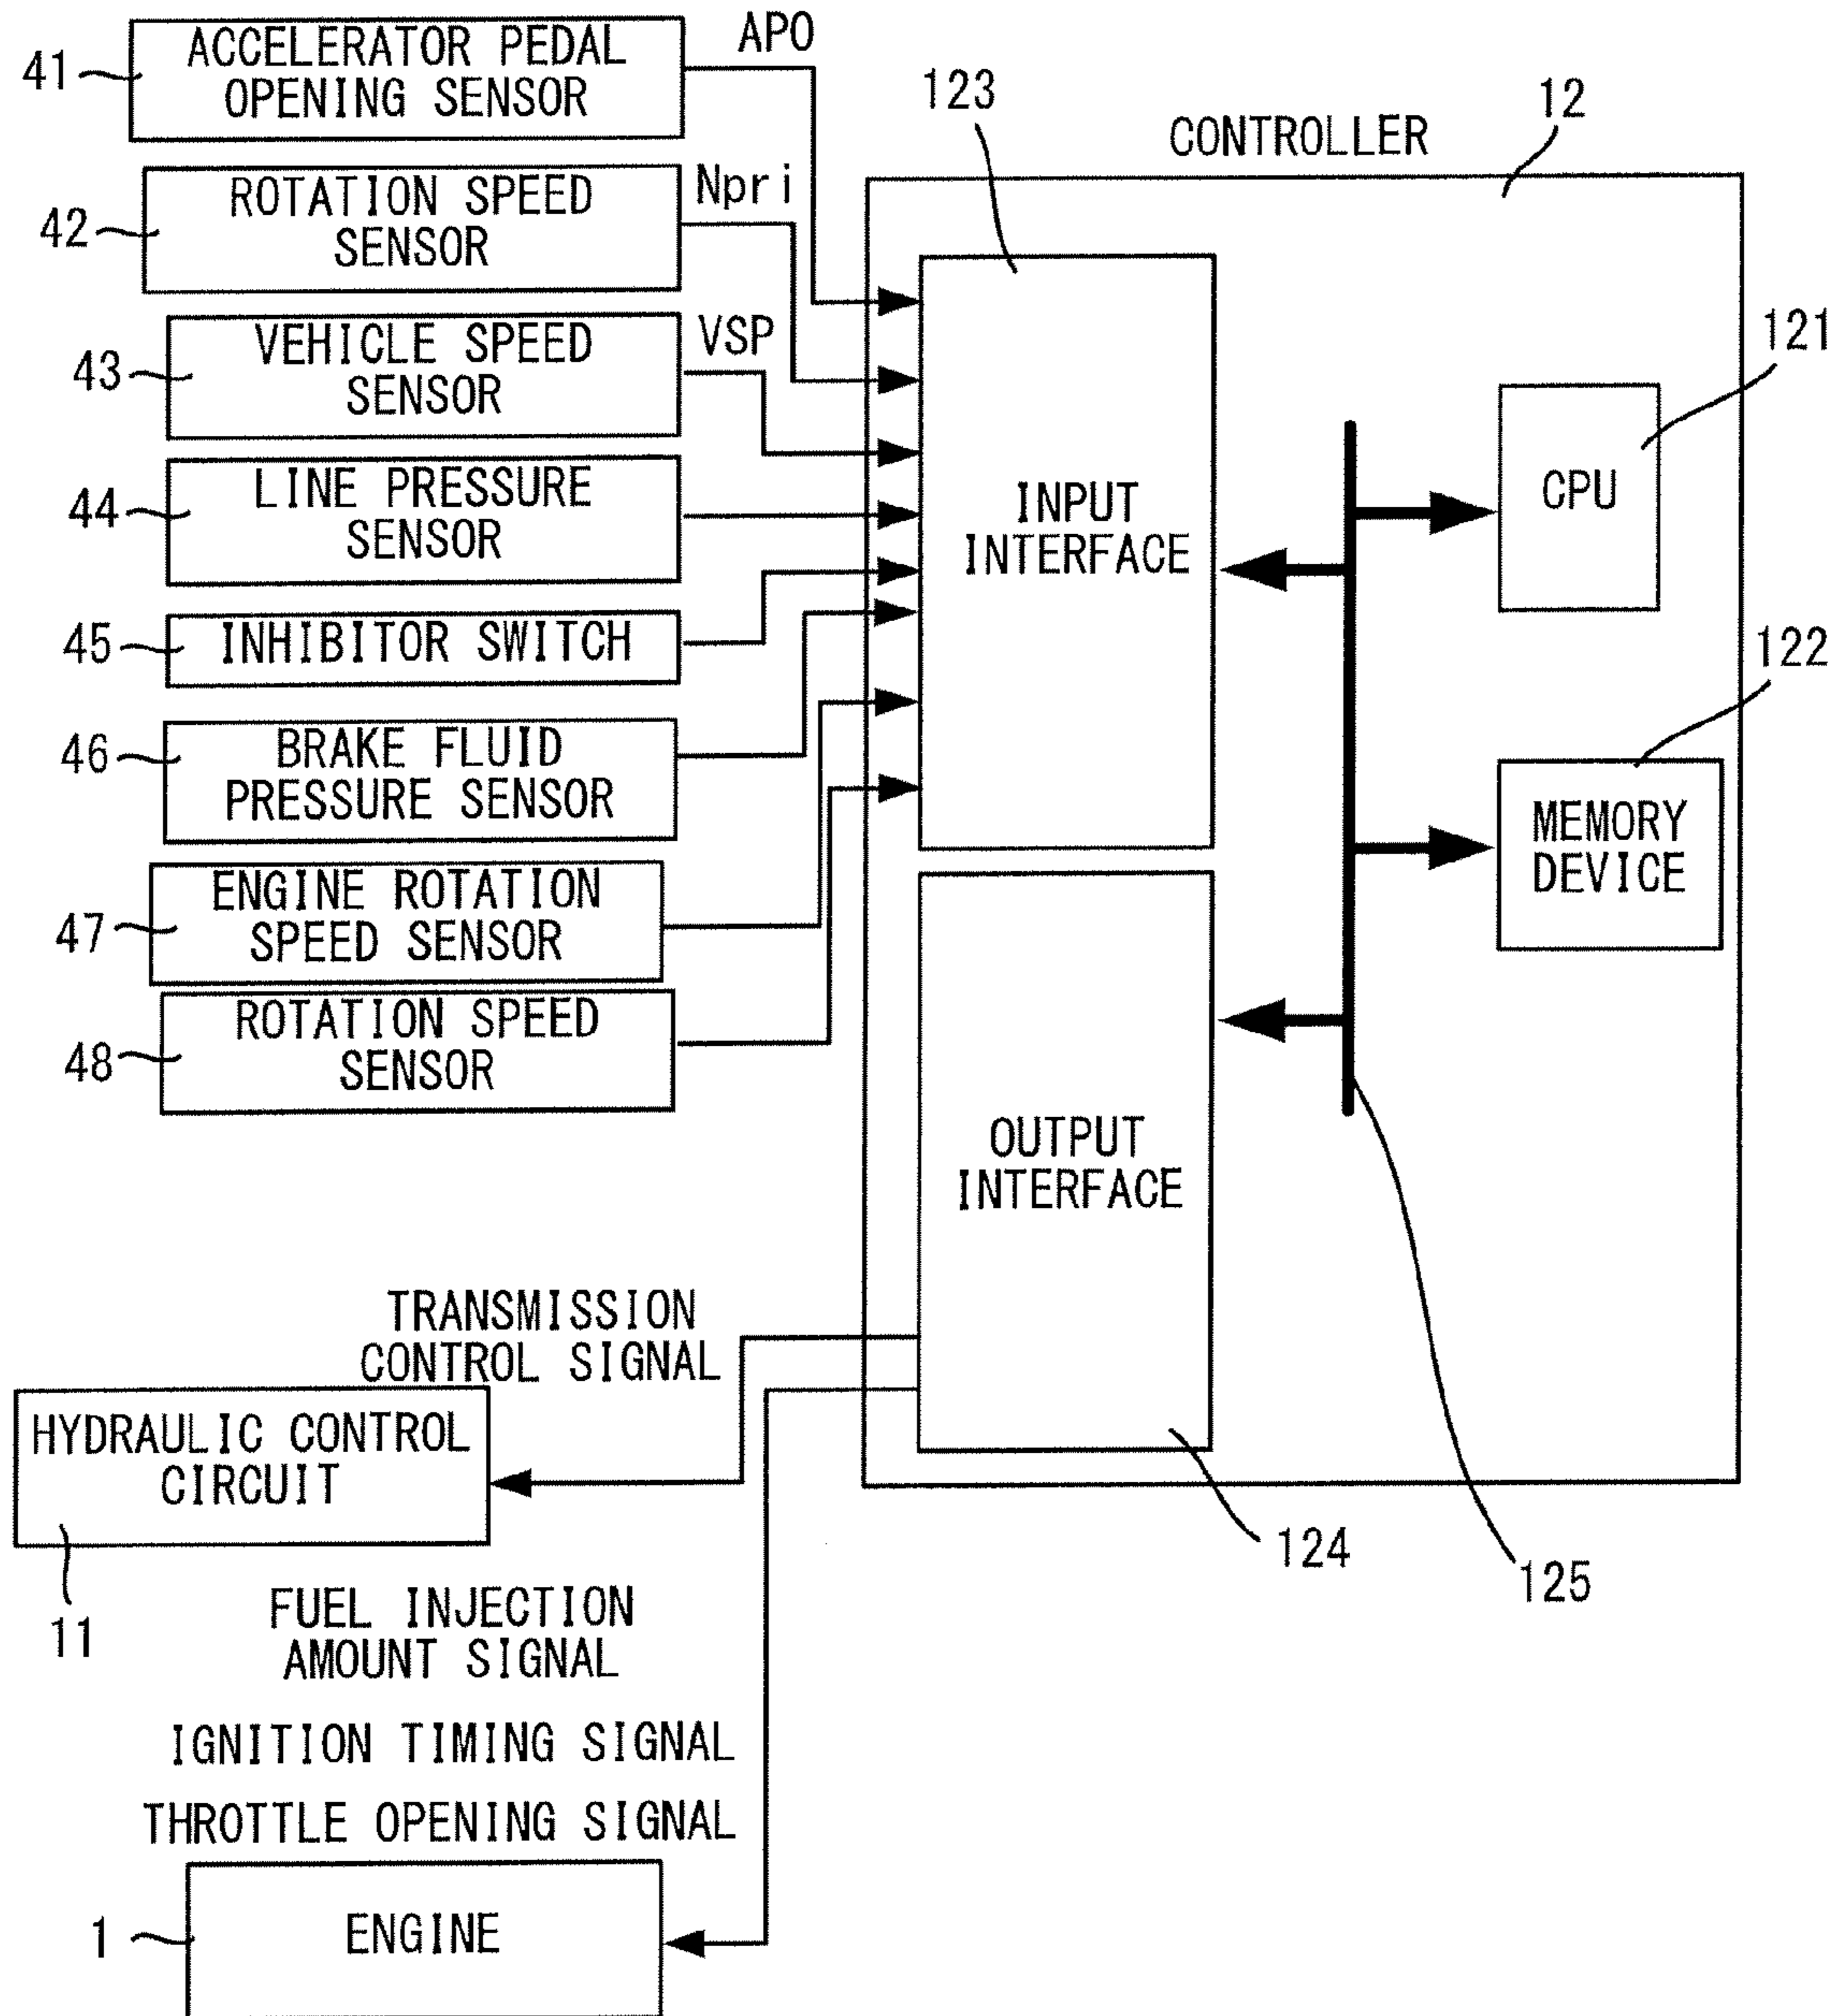 ACCELERATOR PEDAL
OPENING SENSOR
41
APO
ROTATION SPEED
SENSOR
42
Npri
VEHICLE SPEED
SENSOR
43
VSP
LINE PRESSURE
SENSOR
44
INHIBITOR SWITCH
45
BRAKE FLUID
PRESSURE SENSOR
46
ENGINE ROTATION
SPEED SENSOR
47
ROTATION SPEED
SENSOR
48
CONTROLLER
12
123
INPUT
INTERFACE
121
CPU
122
MEMORY
DEVICE
OUTPUT
INTERFACE
124
125
TRANSMISSION
CONTROL SIGNAL
HYDRAULIC CONTROL
CIRCUIT
11
FUEL INJECTION
AMOUNT SIGNAL
IGNITION TIMING SIGNAL
THROTTLE OPENING SIGNAL
1
ENGINE